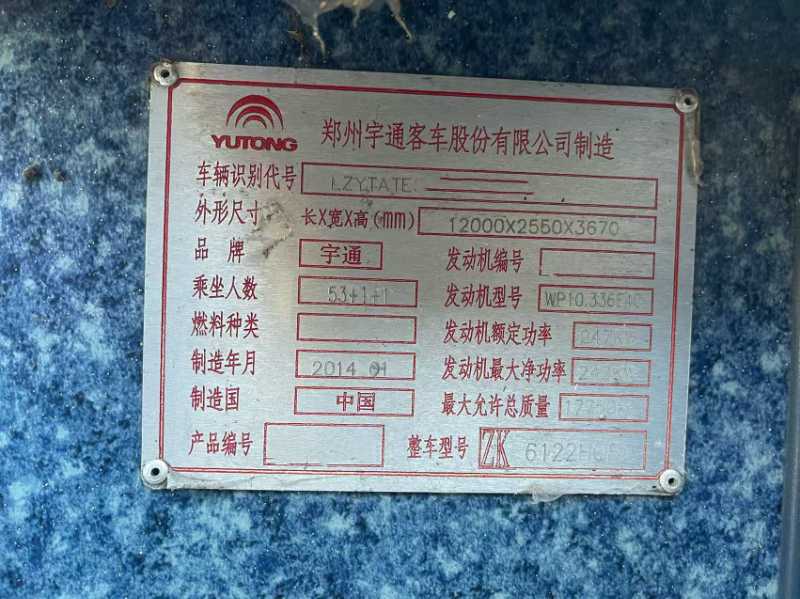 YUTONG 郑州宇通客车股份有限公司制造
车辆识别代号 LZYTATE
外形尺寸 长X宽X高(mm) 12000X2550X3670
品牌 宇通 发动机编号
乘坐人数 53+1+1 发动机型号 WP10.336E40
燃料种类 发动机额定功率 247KW
制造年月 2014.01 发动机最大净功率
制造国 中国 最大允许总质量
产品编号 整车型号 ZK 6122